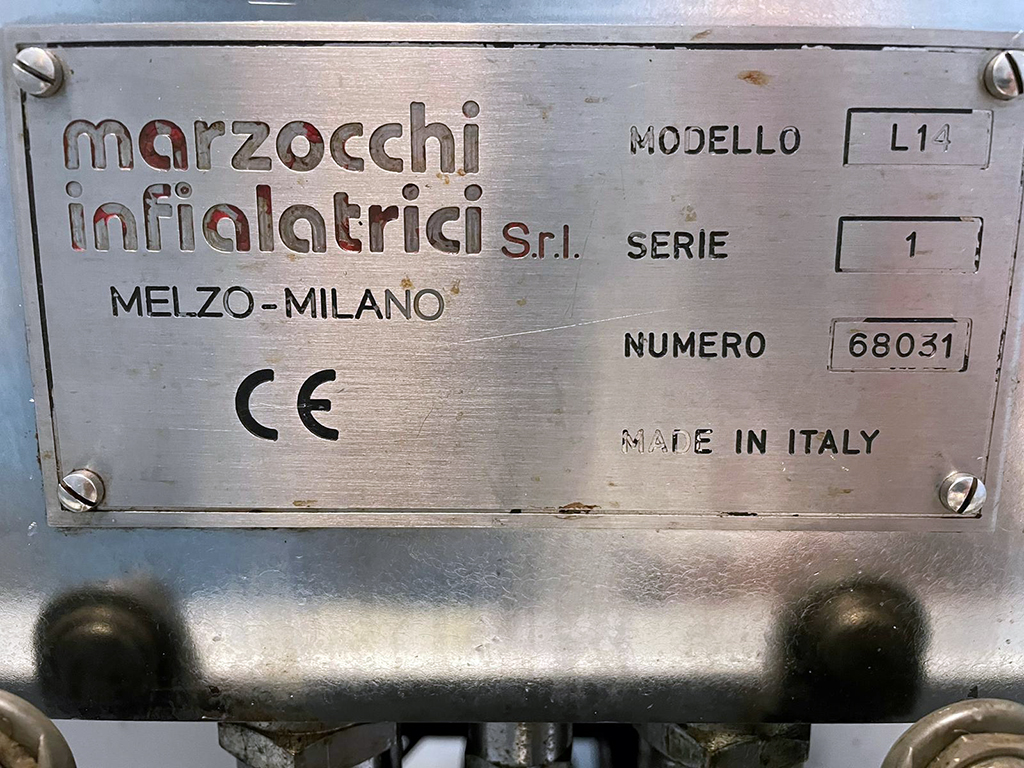 marzocchi
infialatrici S.r.l.
MELZO-MILANO
CE
MODELLO L14
SERIE 1
NUMERO 68031
MADE IN ITALY